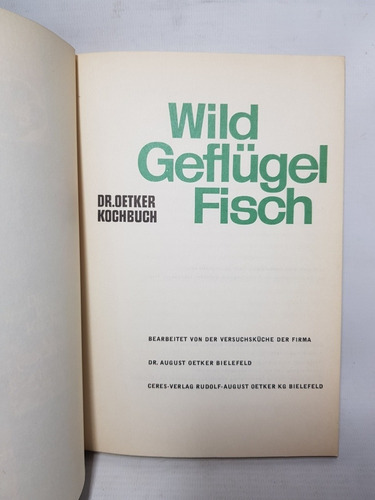 Wild
Geflügel
Fisch
DR.OETKER
KOCHBUCH
BEARBEITET VON DER VERSUCHSKÜCHE DER FIRMA
DR. AUGUST OETKER BIELEFELD
CERES-VERLAG RUDOLF-AUGUST OETKER KG BIELEFELD